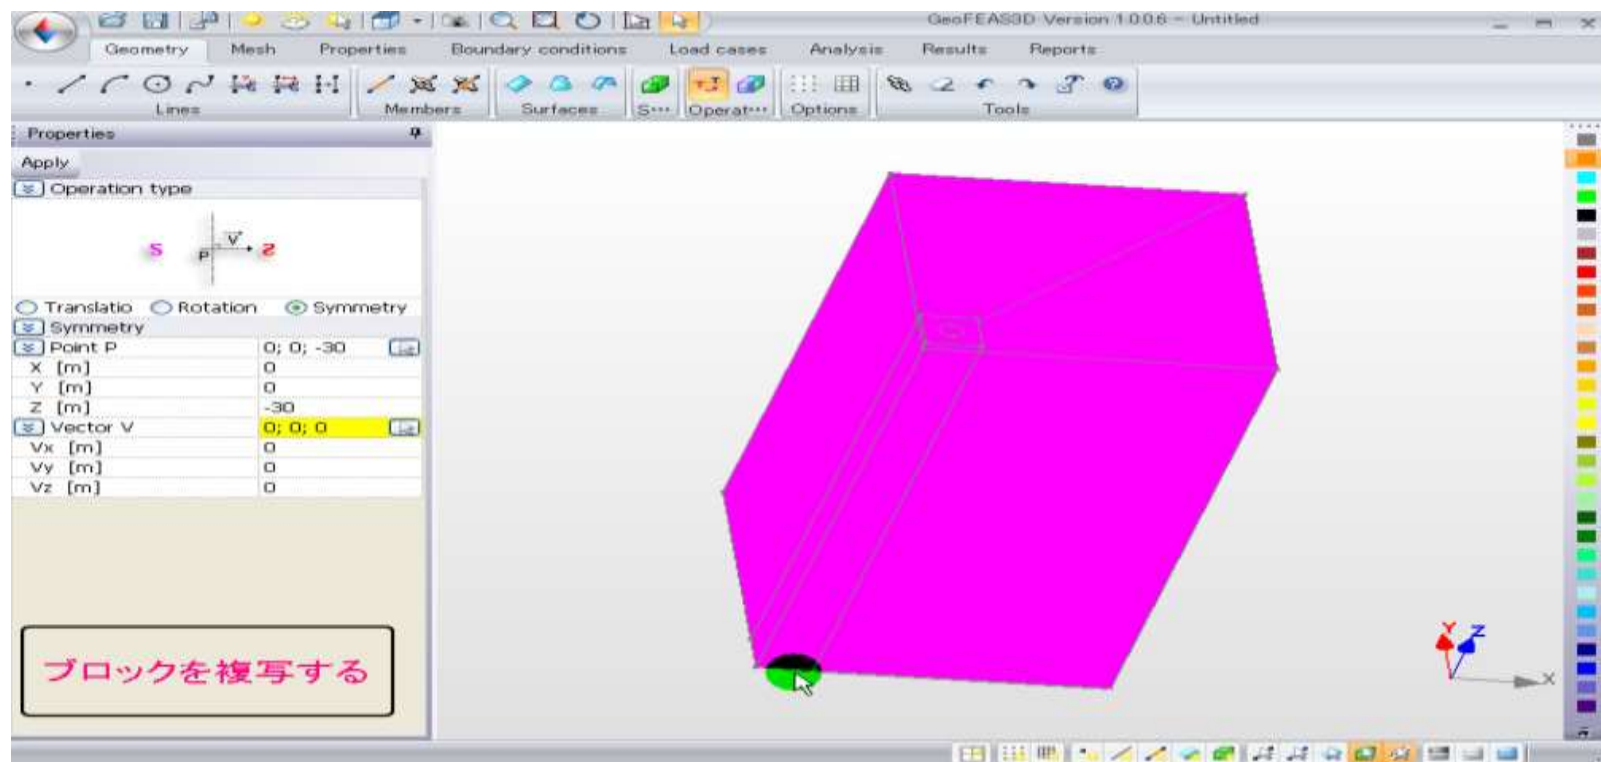 GeoFEAS3D Version 1.0.0.6 - Untitled
Geometry Mesh Properties Boundary conditions Load cases Analysis Results Reports
Lines Members Surfaces S... Operat... Options Tools
Properties
Apply
Operation type
S P V S
Translatio Rotation Symmetry
Symmetry
Point P 0; 0; -30
X [m] 0
Y [m] 0
Z [m] -30
Vector V 0; 0; 0
Vx [m] 0
Vy [m] 0
Vz [m] 0
ブロックを複写する
Y Z
X